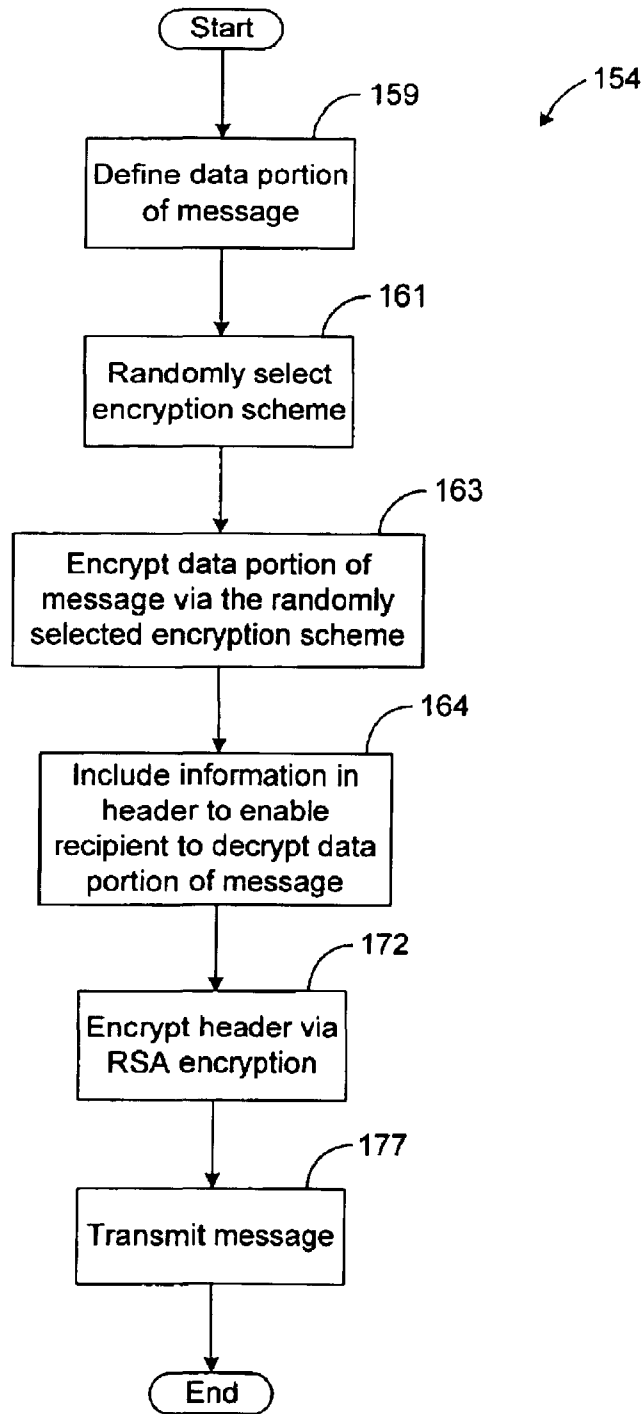 Start
154
159
Define data portion
of message
161
Randomly select
encryption scheme
163
Encrypt data portion of
message via the randomly
selected encryption scheme
164
Include information in
header to enable
recipient to decrypt data
portion of message
172
Encrypt header via
RSA encryption
177
Transmit message
End